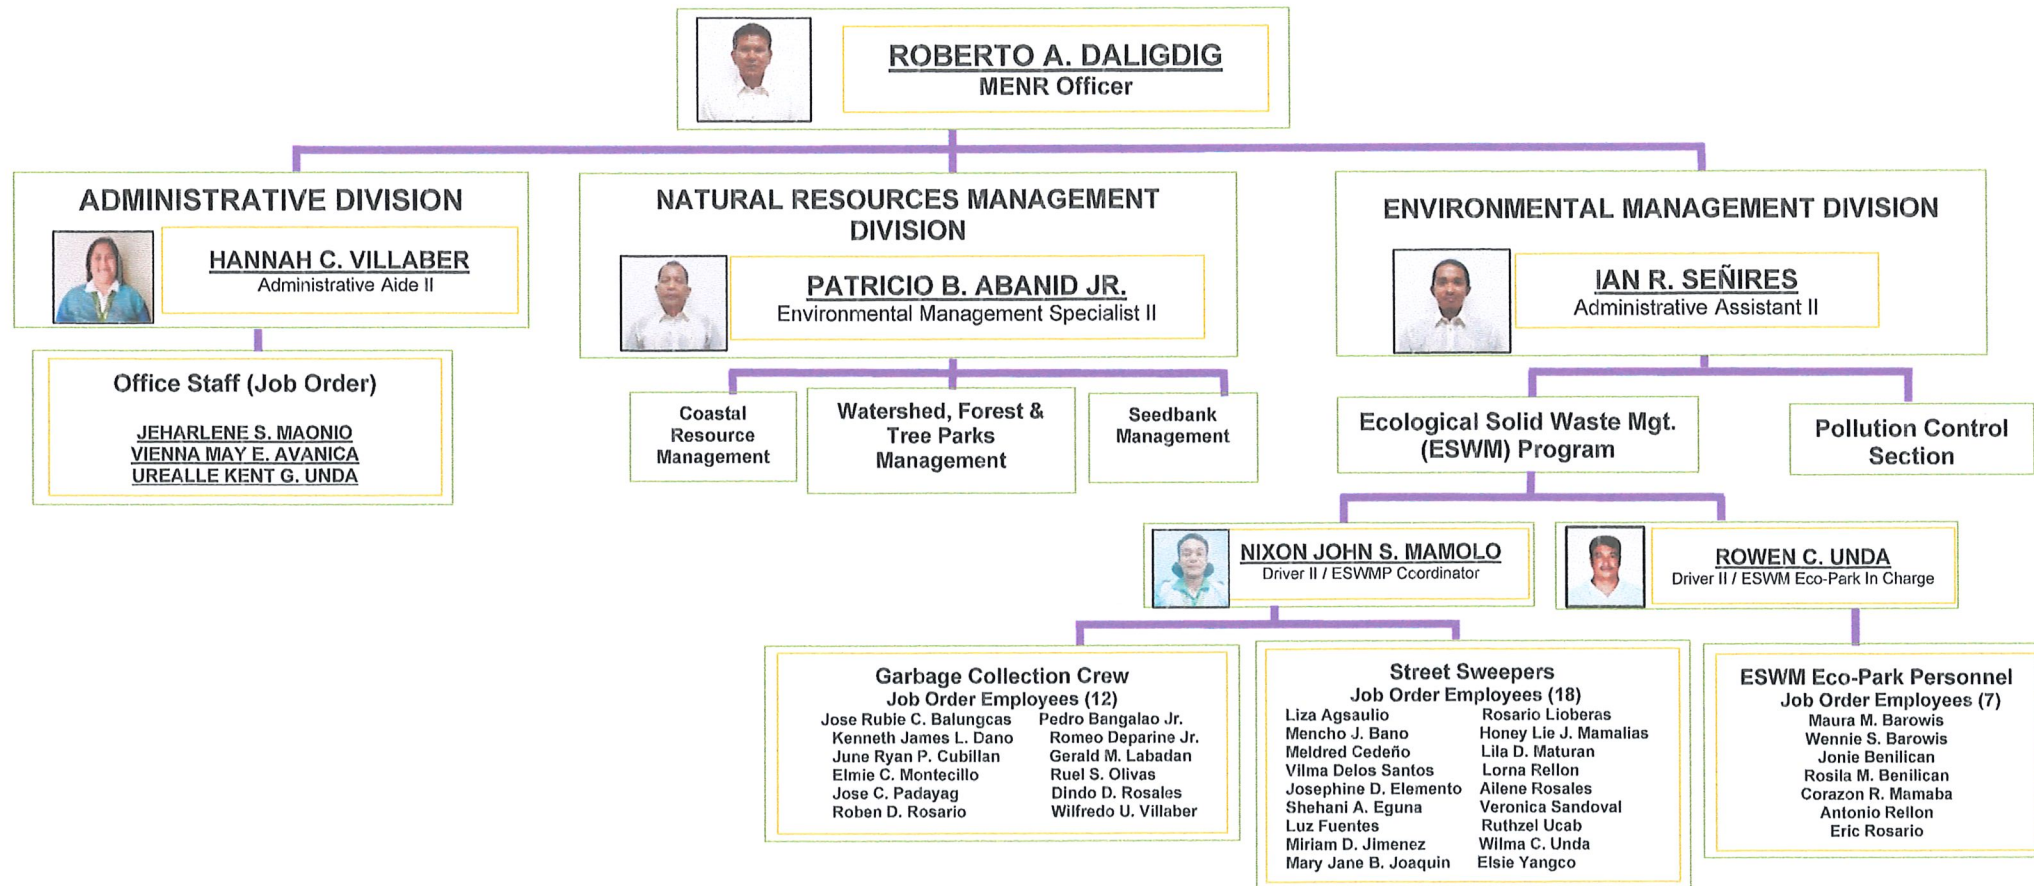 ROBERTO A. DALIGDIG
MENR Officer
ADMINISTRATIVE DIVISION
HANNAH C. VILLABER
Administrative Aide II
Office Staff (Job Order)
JEHARLENE S. MAONIO
VIENNA MAY E. AVANICA
UREALLE KENT G. UNDA
NATURAL RESOURCES MANAGEMENT
DIVISION
PATRICIO B. ABANID JR.
Environmental Management Specialist II
Coastal
Resource
Management
Watershed, Forest &
Tree Parks
Management
Seedbank
Management
ENVIRONMENTAL MANAGEMENT DIVISION
IAN R. SEÑIRES
Administrative Assistant II
Ecological Solid Waste Mgt.
(ESWM) Program
Pollution Control
Section
NIXON JOHN S. MAMOLO
Driver II / ESWMP Coordinator
ROWEN C. UNDA
Driver II / ESWM Eco-Park In Charge
Garbage Collection Crew
Job Order Employees (12)
Jose Rubie C. Balungcas
Kenneth James L. Dano
June Ryan P. Cubillan
Elmie C. Montecillo
Jose C. Padayag
Roben D. Rosario
Pedro Bangalao Jr.
Romeo Deparine Jr.
Gerald M. Labadan
Ruel S. Olivas
Dindo D. Rosales
Wilfredo U. Villaber
Street Sweepers
Job Order Employees (18)
Liza Agsaulio
Mencho J. Bano
Meldred Cedeño
Vilma Delos Santos
Josephine D. Elemento
Shehani A. Eguna
Luz Fuentes
Miriam D. Jimenez
Mary Jane B. Joaquin
Rosario Lioberas
Honey Lie J. Mamalias
Lila D. Maturan
Lorna Rellon
Ailene Rosales
Veronica Sandoval
Ruthzel Ucab
Wilma C. Unda
Elsie Yangco
ESWM Eco-Park Personnel
Job Order Employees (7)
Maura M. Barowis
Wennie S. Barowis
Jonie Benilican
Rosila M. Benilican
Corazon R. Mamaba
Antonio Rellon
Eric Rosario